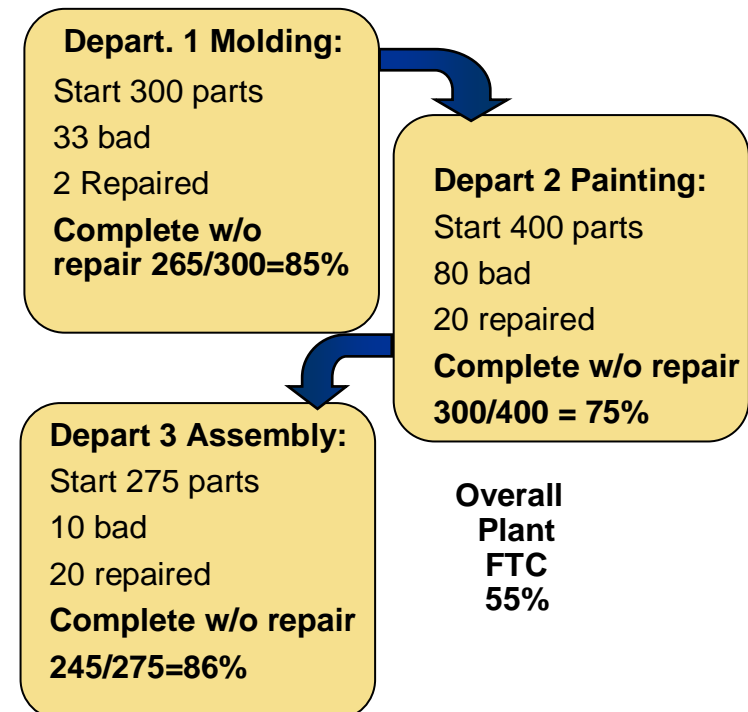 Depart. 1 Molding:
Start 300 parts
33 bad
2 Repaired
Complete w/o
repair 265/300=85%
Depart 2 Painting:
Start 400 parts
80 bad
20 repaired
Complete w/o repair
300/400 = 75%
Depart 3 Assembly:
Start 275 parts
10 bad
20 repaired
Complete w/o repair
245/275=86%
Overall
Plant
FTC
55%